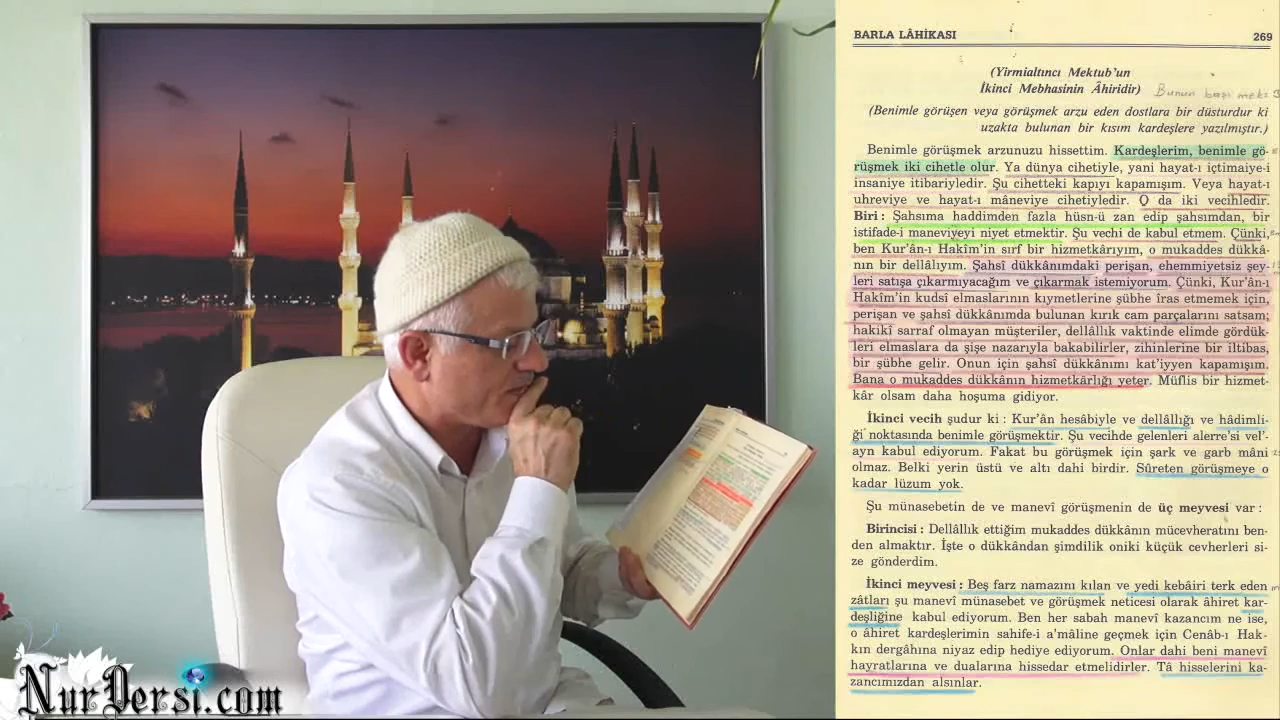 BARLA LÂHİKASI 269
(Yirmialtıncı Mektub'un
İkinci Mebhasinin Âhiridir)
Bunun bazı
(Benimle görüşen veya görüşmek arzu eden dostlara bir düsturdur ki
uzakta bulunan bir kısım kardeşlere yazılmıştır.)
Benimle görüşmek arzunuzu hissettim. Kardeşlerim, benimle gö-
rüşmek iki cihetle olur. Ya dünya cihetiyle, yani hayat-ı içtimaiye-i
insaniye itibariyledir. Şu cihetteki kapıyı kapamışım. Veya hayat-ı
uhreviye ve hayat-ı mâneviye cihetiyledir. O da iki vecihledir.
Biri : Şahsıma haddimden fazla hüsn-ü zan edip şahsımdan, bir
istifade-i maneviyeyi niyet etmektir. Şu vechi de kabul etmem. Çünki,
ben Kur'ân-ı Hakîm'in sırf bir hizmetkârıyım, o mukaddes dükkâ-
nın bir dellâlıyım. Şahsî dükkânımdaki perişan, ehemmiyetsiz şey-
leri satışa çıkarmıyacağım ve çıkarmak istemiyorum. Çünki, Kur'ân-ı
Hakîm'in kudsî elmaslarının kıymetlerine şübhe îras etmemek için,
perişan ve şahsî dükkânımda bulunan kırık cam parçalarını satsam;
hakikî sarraf olmayan müşteriler, dellâllık vaktinde elimde gördük-
leri elmaslara da şişe nazarıyla bakabilirler, zihinlerine bir iltibas,
bir şübhe gelir. Onun için şahsî dükkânımı kat'iyyen kapamışım.
Bana o mukaddes dükkânın hizmetkârlığı yeter. Müflis bir hizmet-
kâr olsam daha hoşuma gidiyor.
İkinci vecih şudur ki : Kur'ân hesâbiyle ve dellâllığı ve hâdimli-
ği noktasında benimle görüşmektir. Şu vecihde gelenleri alerre'si vel'-
ayn kabul ediyorum. Fakat bu görüşmek için şark ve garb mâni
olmaz. Belki yerin üstü ve altı dahi birdir. Sûreten görüşmeye o
kadar lüzum yok.
Şu münasebetin de ve manevî görüşmenin de üç meyvesi var :
Birincisi : Dellâllık ettiğim mukaddes dükkânın mücevheratını ben-
den almaktır. İşte o dükkândan şimdilik oniki küçük cevherleri si-
ze gönderdim.
İkinci meyvesi : Beş farz namazını kılan ve yedi kebâiri terk eden
zâtları şu manevî münasebet ve görüşmek neticesi olarak âhiret kar-
deşliğine kabul ediyorum. Ben her sabah manevî kazancım ne ise,
o âhiret kardeşlerimin sahife-i a'mâline geçmek için Cenâb-ı Hak-
kın dergâhına niyaz edip hediye ediyorum. Onlar dahi beni manevî
hayratlarına ve dualarına hissedar etmelidirler. Tâ hisselerini ka-
zancımızdan alsınlar.
NurDersi.com